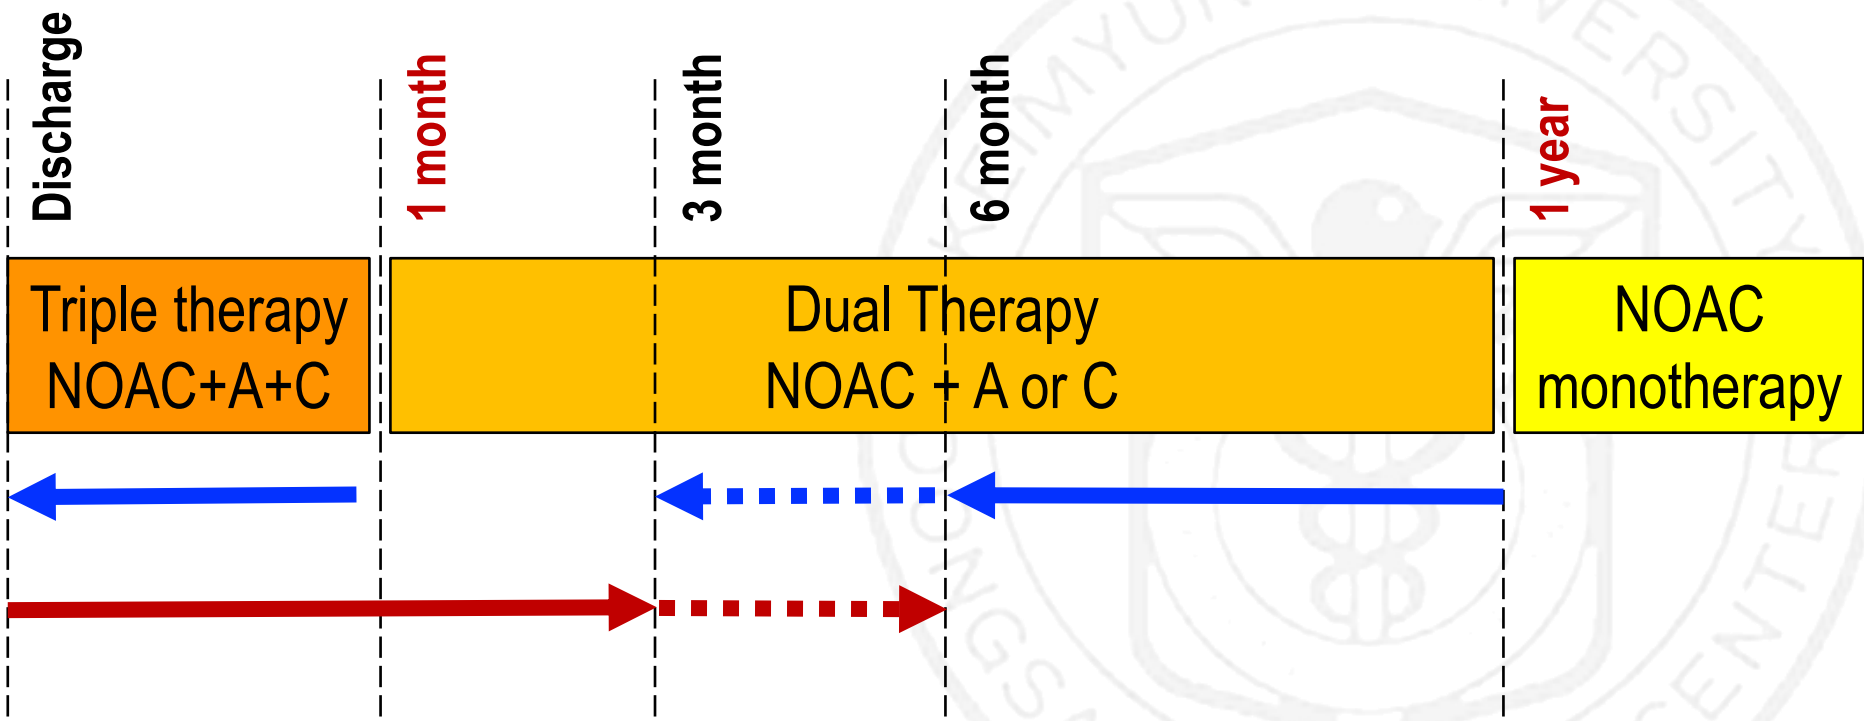 Discharge
1 month
3 month
6 month
1 year
Triple therapy
NOAC+A+C
Dual Therapy
NOAC + A or C
NOAC
monotherapy